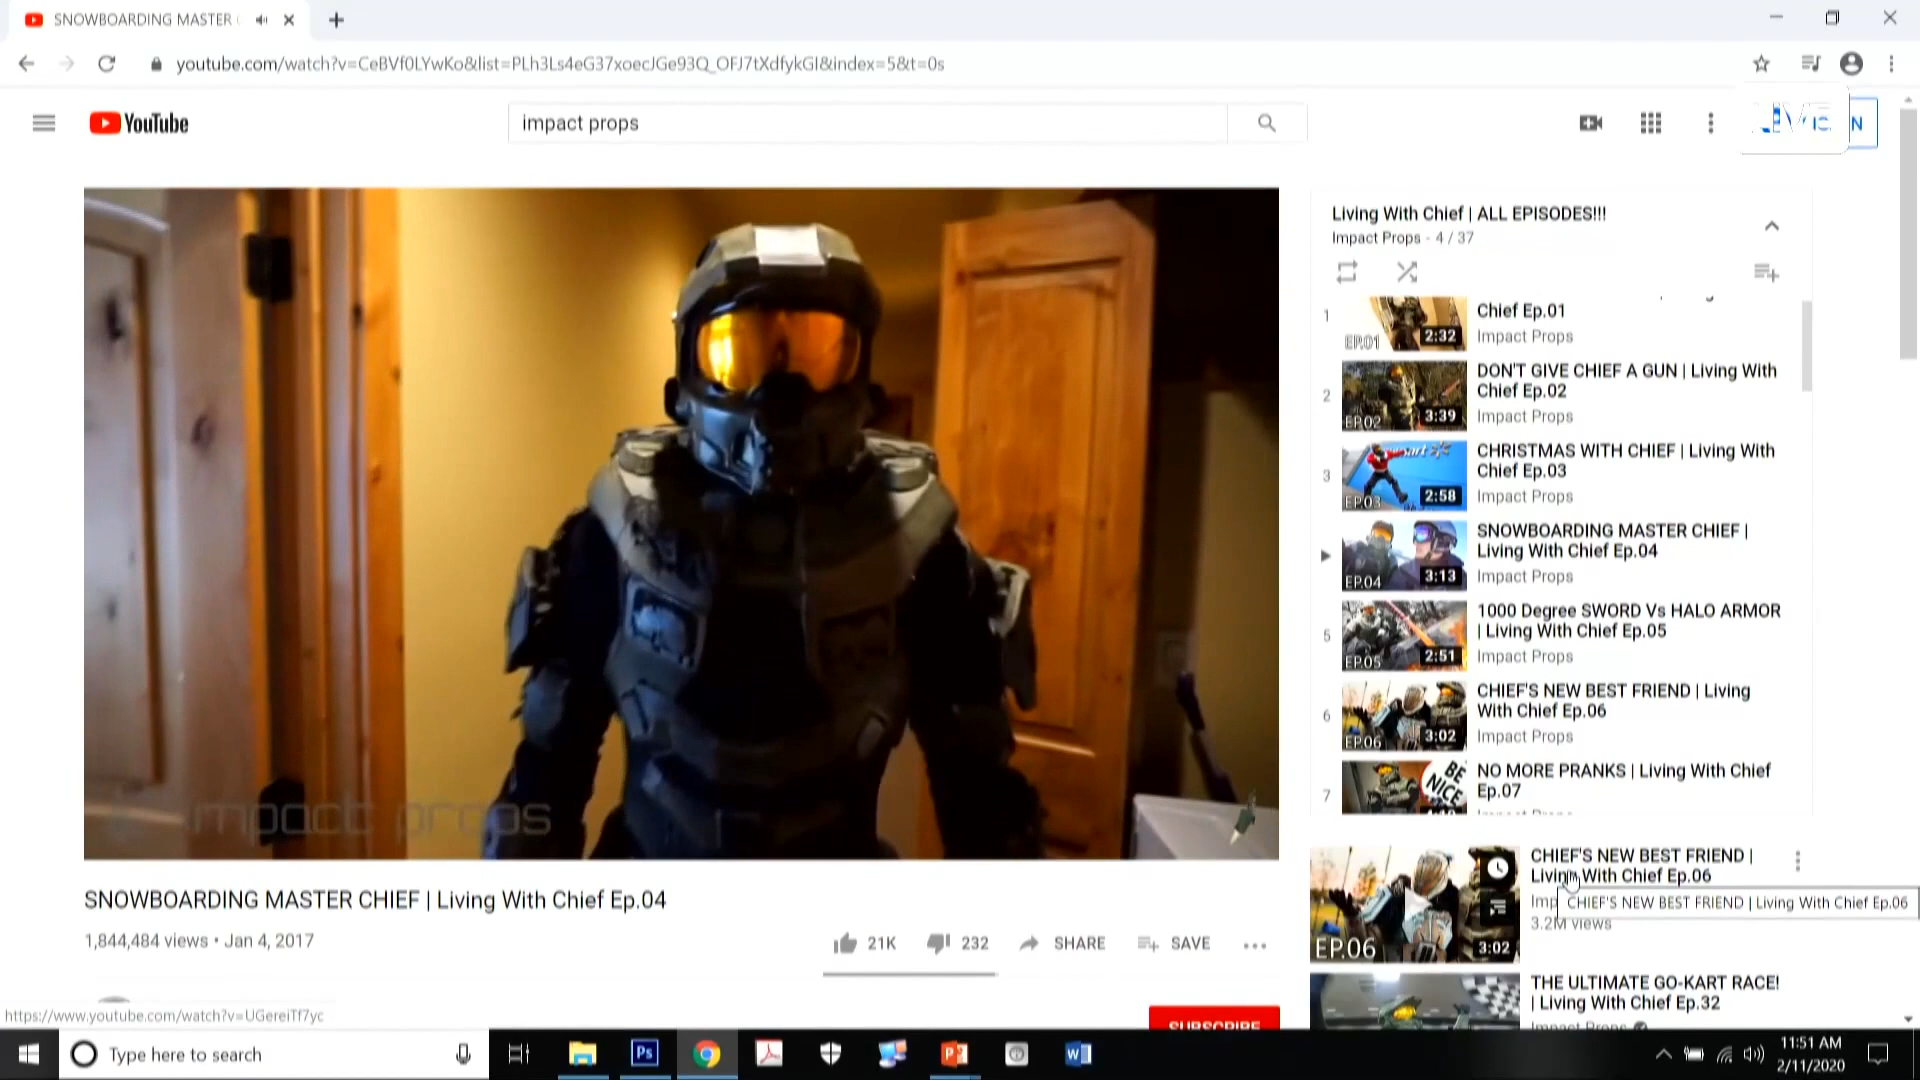 SNOWBOARDING MASTER
youtube.com/watch?v=CeBVf0LYwKo&list=PLh3Ls4eG37xoecJGe93Q_OFJ7tXdfykGI&index=5&t=0s
YouTube
impact props
LIVE
N
impact props
Living With Chief | ALL EPISODES!!!
Impact Props - 4 / 37
1
EP.01
2:32
Chief Ep.01
Impact Props
2
EP.02
3:39
DON'T GIVE CHIEF A GUN | Living With
Chief Ep.02
Impact Props
3
EP.03
2:58
CHRISTMAS WITH CHIEF | Living With
Chief Ep.03
Impact Props
EP.04
3:13
SNOWBOARDING MASTER CHIEF |
Living With Chief Ep.04
Impact Props
5
EP.05
2:51
1000 Degree SWORD Vs HALO ARMOR
| Living With Chief Ep.05
Impact Props
6
EP.06
3:02
CHIEF'S NEW BEST FRIEND | Living
With Chief Ep.06
Impact Props
7
BE
NICE
NO MORE PRANKS | Living With Chief
Ep.07
SNOWBOARDING MASTER CHIEF | Living With Chief Ep.04
1,844,484 views • Jan 4, 2017
21K
232
SHARE
SAVE
SUBSCRIBE
EP.06
3:02
CHIEF'S NEW BEST FRIEND |
Living With Chief Ep.06
CHIEF'S NEW BEST FRIEND | Living With Chief Ep.06
3.2M views
THE ULTIMATE GO-KART RACE!
| Living With Chief Ep.32
Impact Props
https://www.youtube.com/watch?v=UGereiTf7yc
Type here to search
Ps
11:51 AM
2/11/2020